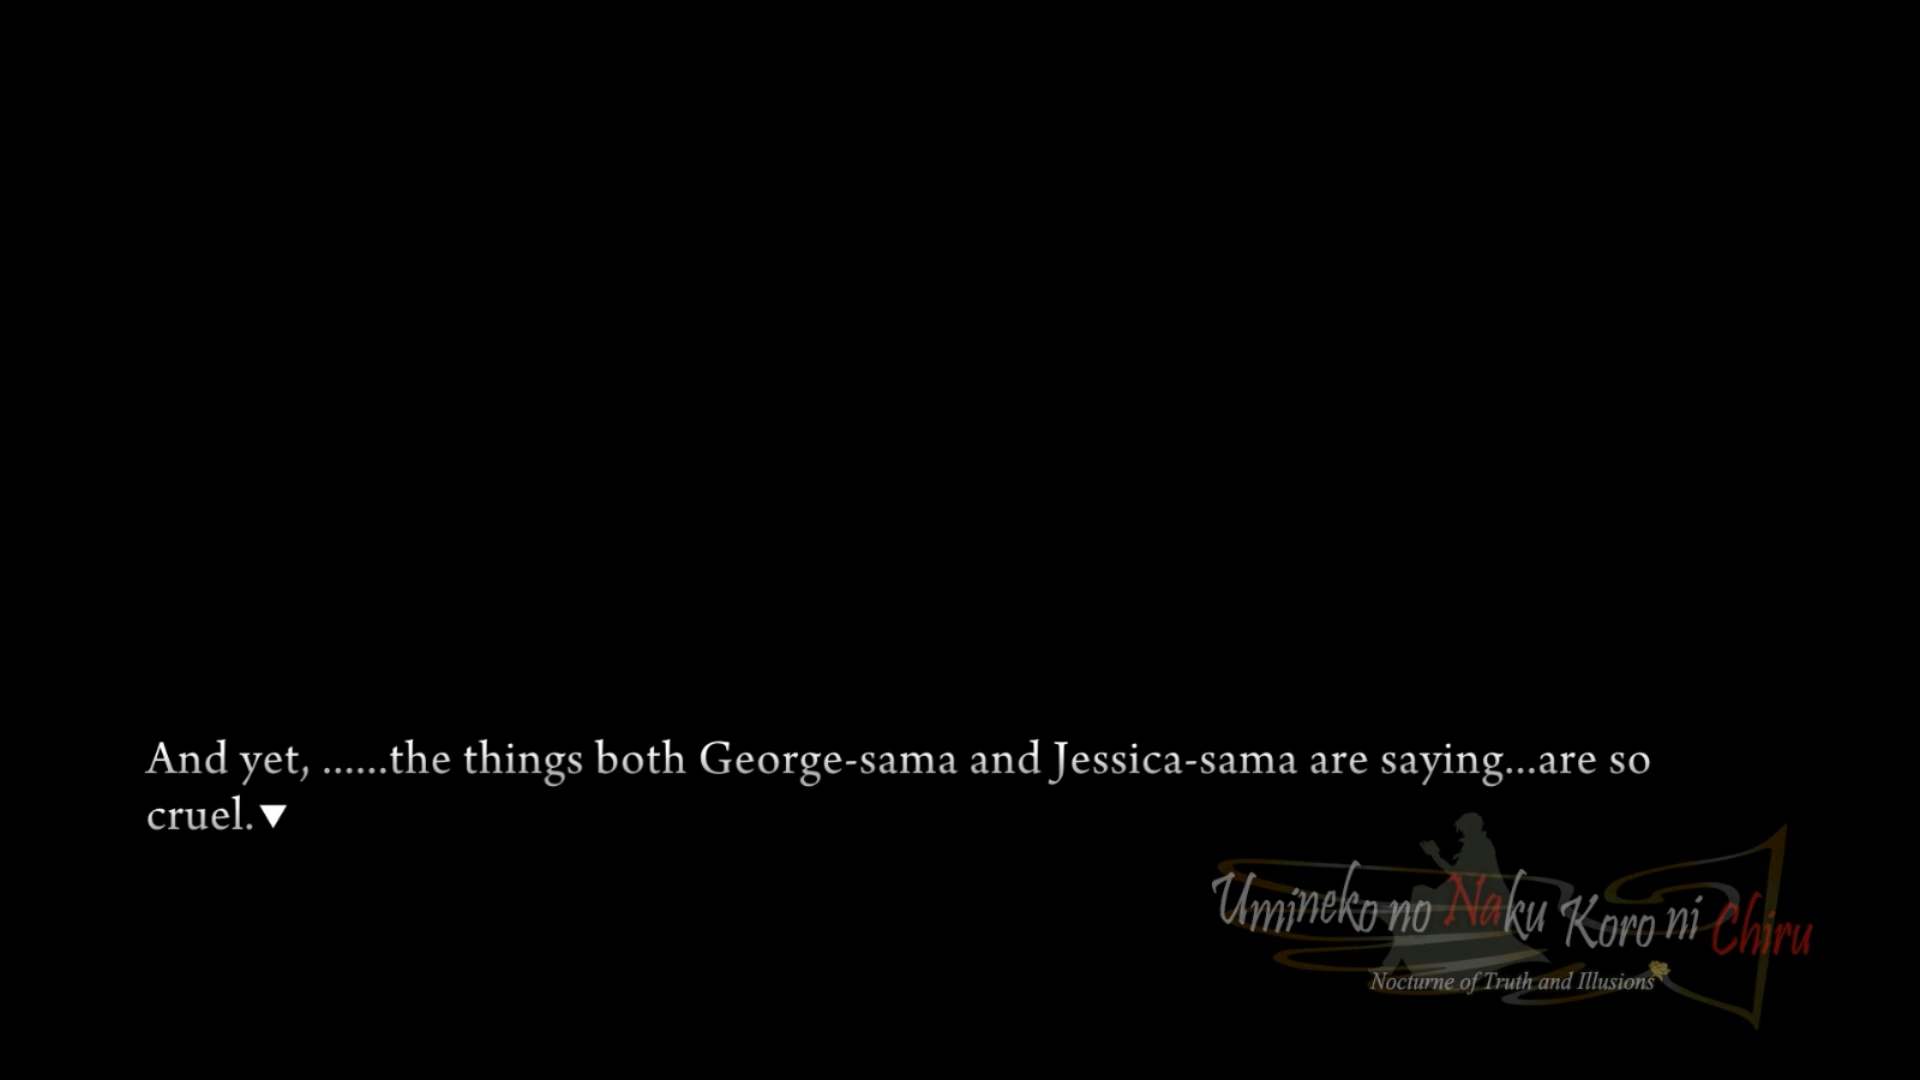 And yet, ......the things both George-sama and Jessica-sama are saying...are so
cruel.▼
Umineko no Naku Koro ni Chiru
Nocturne of Truth and Illusions